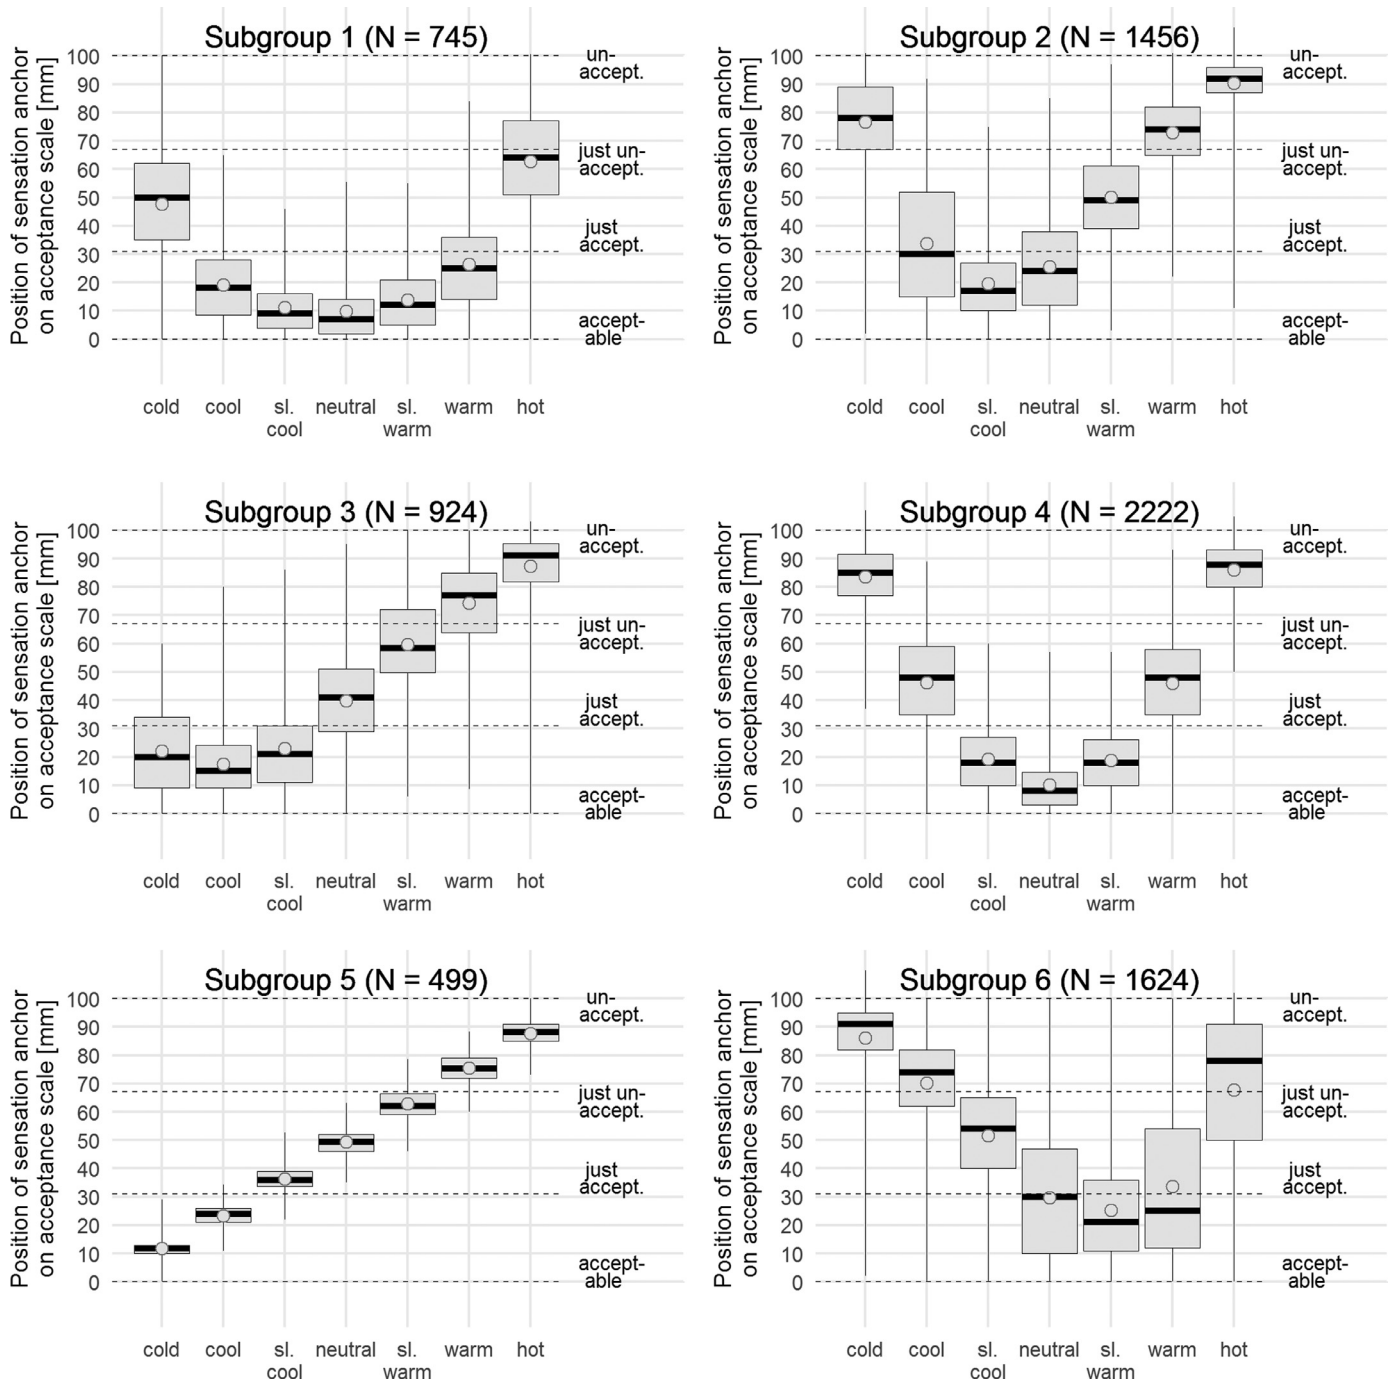 Subgroup 1 (N = 745)
Position of sensation anchor
on acceptance scale [mm]
100
90
80
70
60
50
40
30
20
10
0
un-
accept.
just un-
accept.
just
accept.
accept-
able
cold
cool
sl.
cool
neutral
sl.
warm
warm
hot
Subgroup 2 (N = 1456)
Position of sensation anchor
on acceptance scale [mm]
100
90
80
70
60
50
40
30
20
10
0
un-
accept.
just un-
accept.
just
accept.
accept-
able
cold
cool
sl.
cool
neutral
sl.
warm
warm
hot
Subgroup 3 (N = 924)
Position of sensation anchor
on acceptance scale [mm]
100
90
80
70
60
50
40
30
20
10
0
un-
accept.
just un-
accept.
just
accept.
accept-
able
cold
cool
sl.
cool
neutral
sl.
warm
warm
hot
Subgroup 4 (N = 2222)
Position of sensation anchor
on acceptance scale [mm]
100
90
80
70
60
50
40
30
20
10
0
un-
accept.
just un-
accept.
just
accept.
accept-
able
cold
cool
sl.
cool
neutral
sl.
warm
warm
hot
Subgroup 5 (N = 499)
Position of sensation anchor
on acceptance scale [mm]
100
90
80
70
60
50
40
30
20
10
0
un-
accept.
just un-
accept.
just
accept.
accept-
able
cold
cool
sl.
cool
neutral
sl.
warm
warm
hot
Subgroup 6 (N = 1624)
Position of sensation anchor
on acceptance scale [mm]
100
90
80
70
60
50
40
30
20
10
0
un-
accept.
just un-
accept.
just
accept.
accept-
able
cold
cool
sl.
cool
neutral
sl.
warm
warm
hot